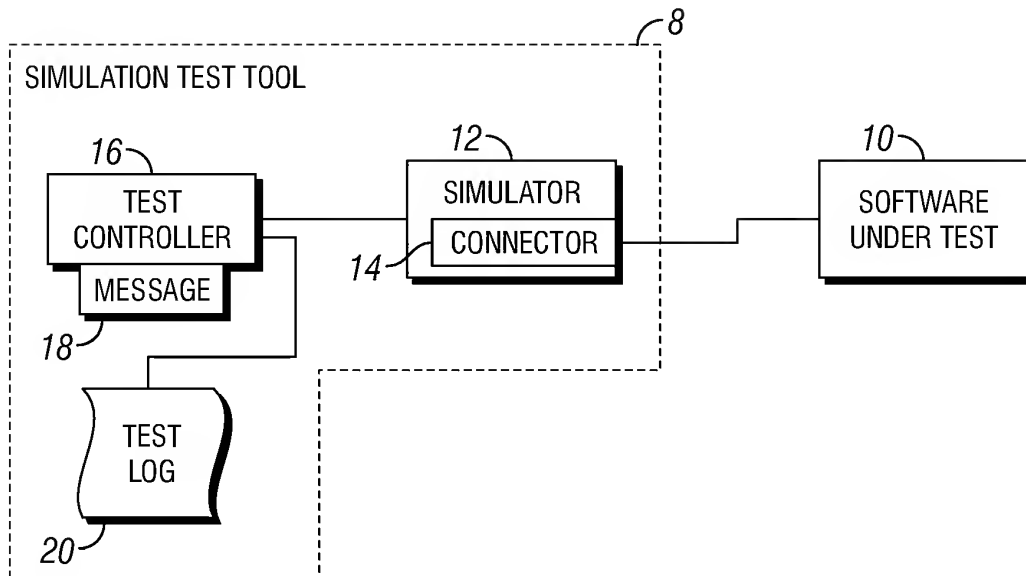 8
SIMULATION TEST TOOL
16
TEST
CONTROLLER
MESSAGE
18
12
SIMULATOR
CONNECTOR
14
10
SOFTWARE
UNDER TEST
TEST
LOG
20